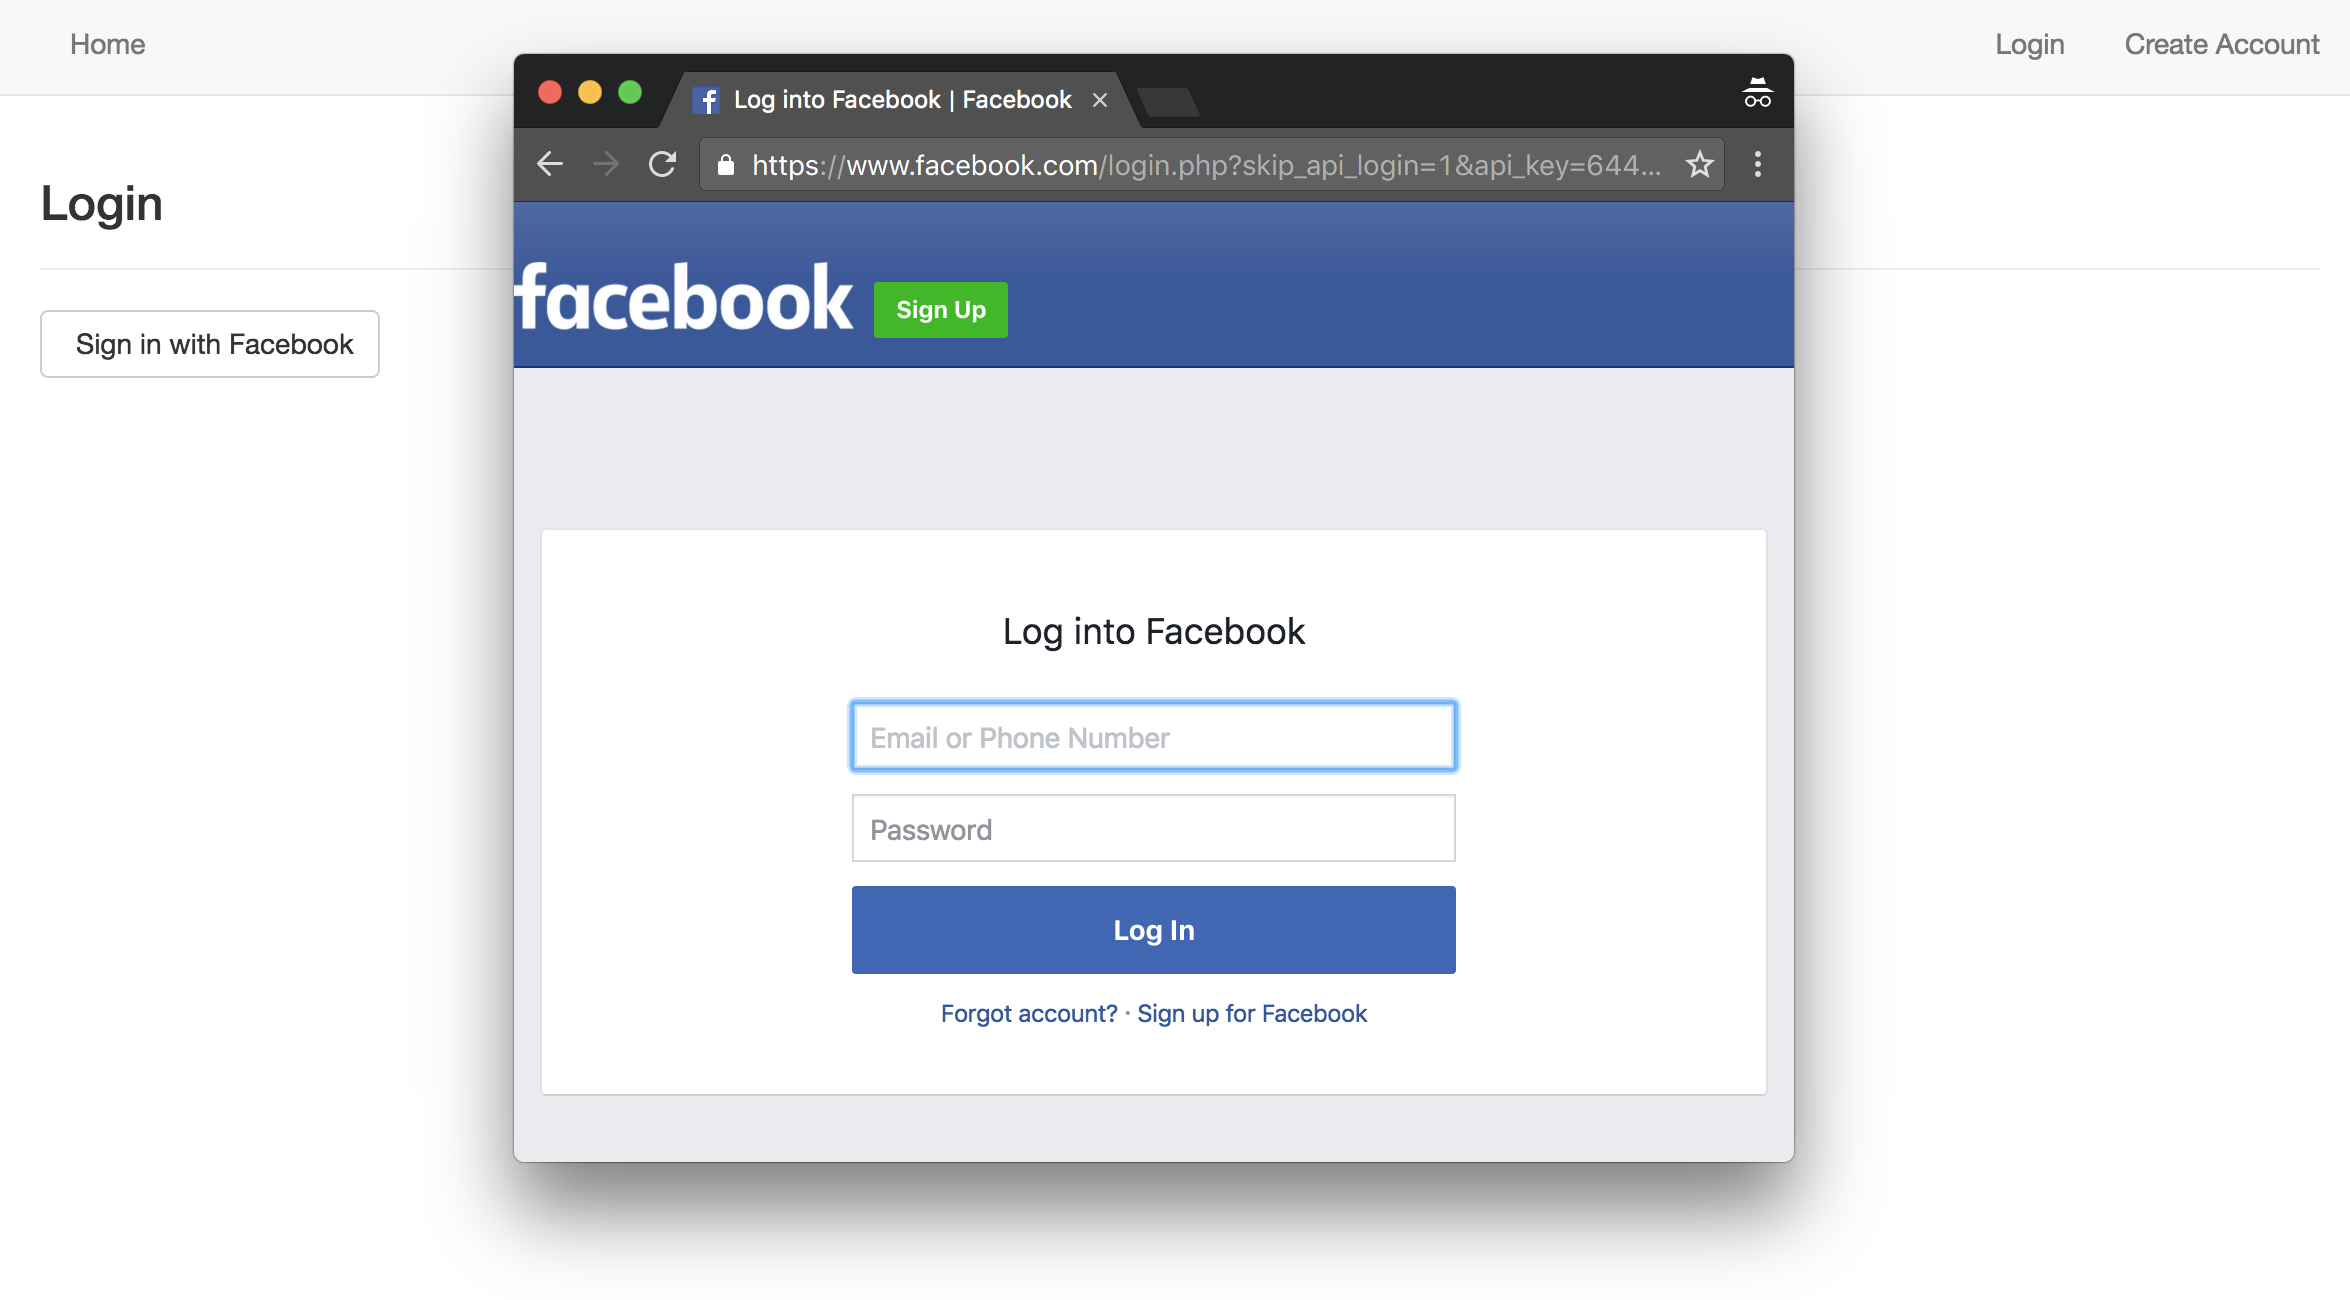 Home
Login
Create Account
Log into Facebook | Facebook
https://www.facebook.com/login.php?skip_api_login=1&api_key=644...
Login
Sign in with Facebook
facebook
Sign Up
Log into Facebook
Email or Phone Number
Password
Log In
Forgot account? · Sign up for Facebook